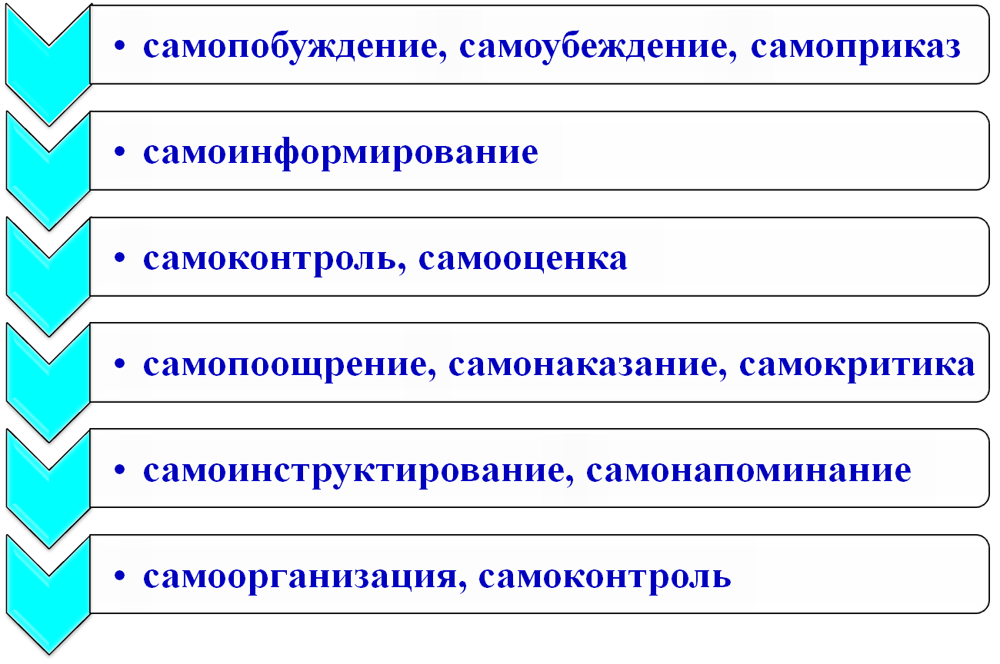 • самопобуждение, самоубеждение, самоприказ
• самоинформирование
• самоконтроль, самооценка
• самопоощрение, самонаказание, самокритика
• самоинструктирование, самонапоминание
• самоорганизация, самоконтроль